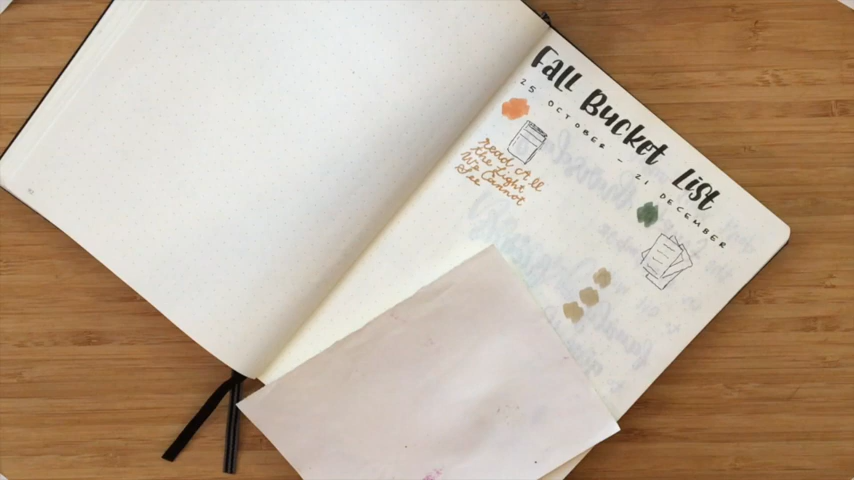 Fall Bucket List
25 OCTOBER – 21 DECEMBER
Read All
the Light
We Cannot
See